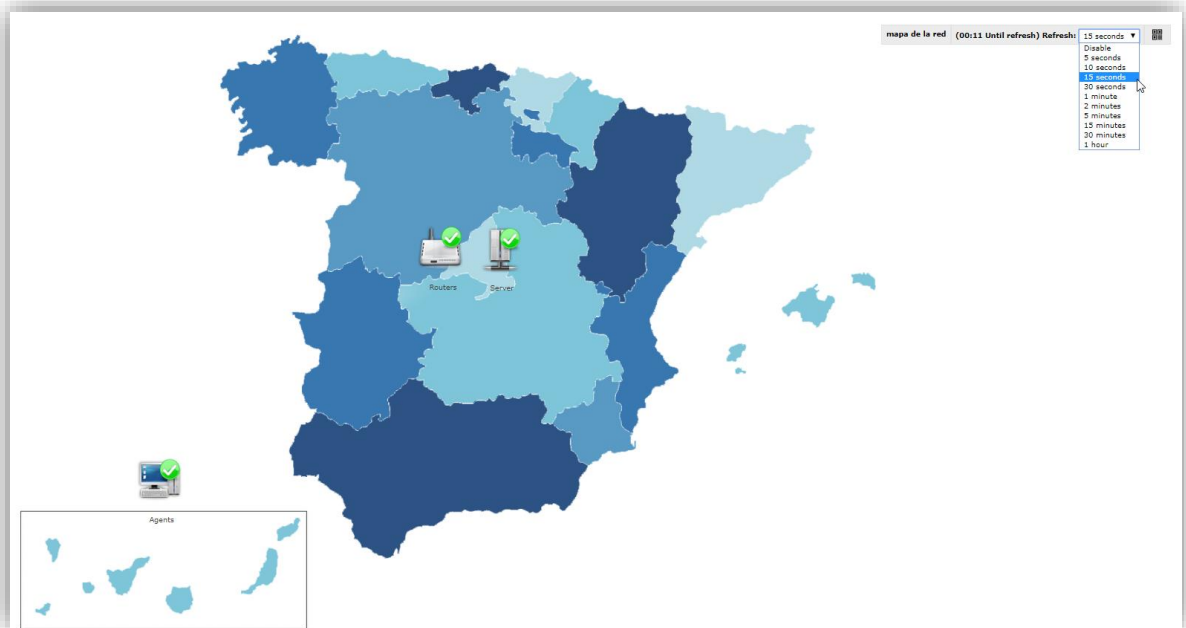 mapa de la red (00:11 Until refresh) Refresh: 15 seconds
Disable
5 seconds
10 seconds
15 seconds
30 seconds
1 minute
2 minutes
5 minutes
15 minutes
30 minutes
1 hour
Routers
Server
Agents